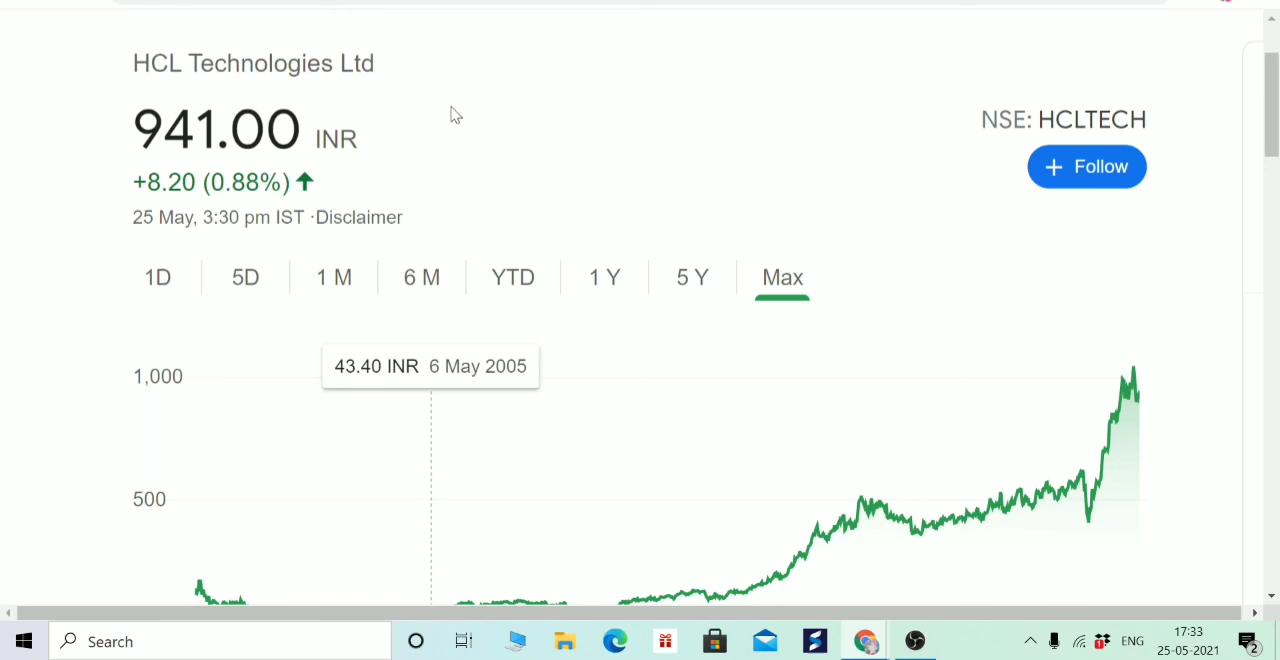 HCL Technologies Ltd
941.00 INR
NSE: HCLTECH
+ Follow
+8.20 (0.88%)
25 May, 3:30 pm IST ·Disclaimer
1D 5D 1 M 6 M YTD 1 Y 5 Y Max
43.40 INR 6 May 2005
1,000
500
Search
ENG
17:33
25-05-2021
2